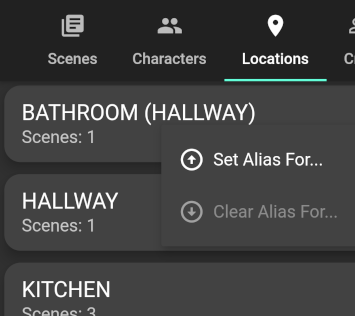 Scenes Characters Locations
BATHROOM (HALLWAY)
Scenes: 1
Set Alias For...
HALLWAY
Scenes: 1
Clear Alias For...
KITCHEN
Scenes: 3